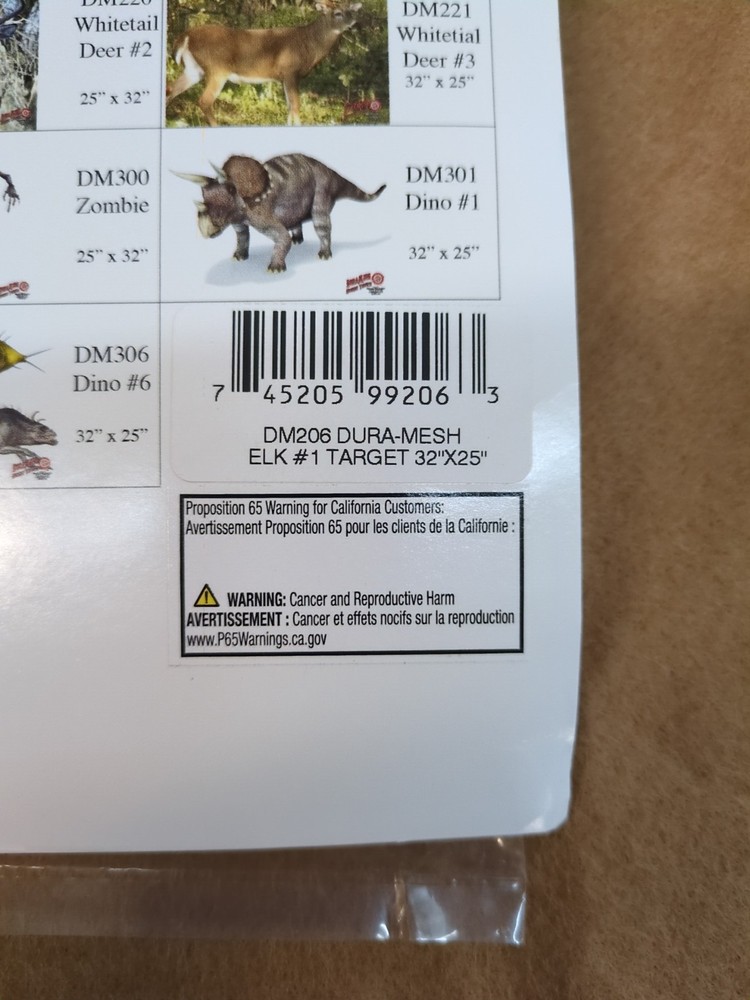 DM220
Whitetail
Deer #2
25" x 32"
DM221
Whitetial
Deer #3
32" x 25"
DM300
Zombie
25" x 32"
DM301
Dino #1
32" x 25"
DM306
Dino #6
32" x 25"
7 45205 99206 3
DM206 DURA-MESH
ELK #1 TARGET 32"X25"
Proposition 65 Warning for California Customers:
Avertissement Proposition 65 pour les clients de la Californie :
WARNING: Cancer and Reproductive Harm
AVERTISSEMENT : Cancer et effets nocifs sur la reproduction
www.P65Warnings.ca.gov